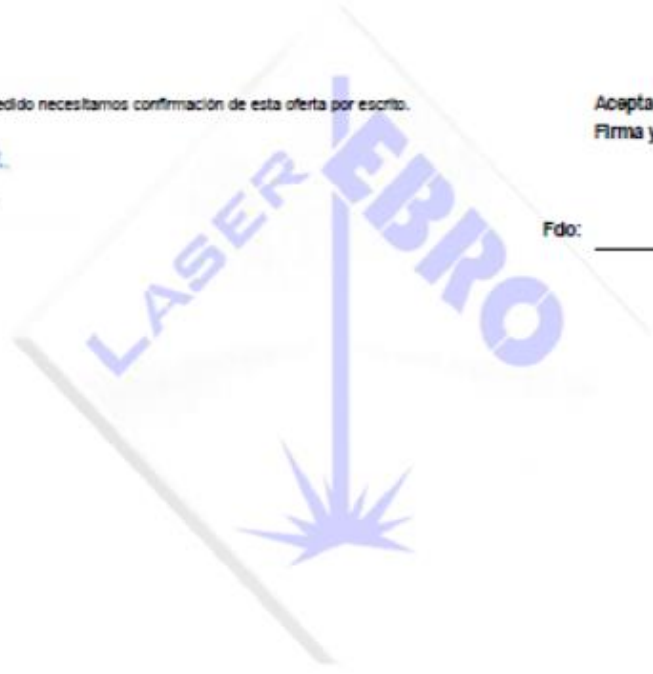 edido necesitamos confirmación de esta oferta por escrito.
Acepta
Firma y
Fdo:
LASER EBRO